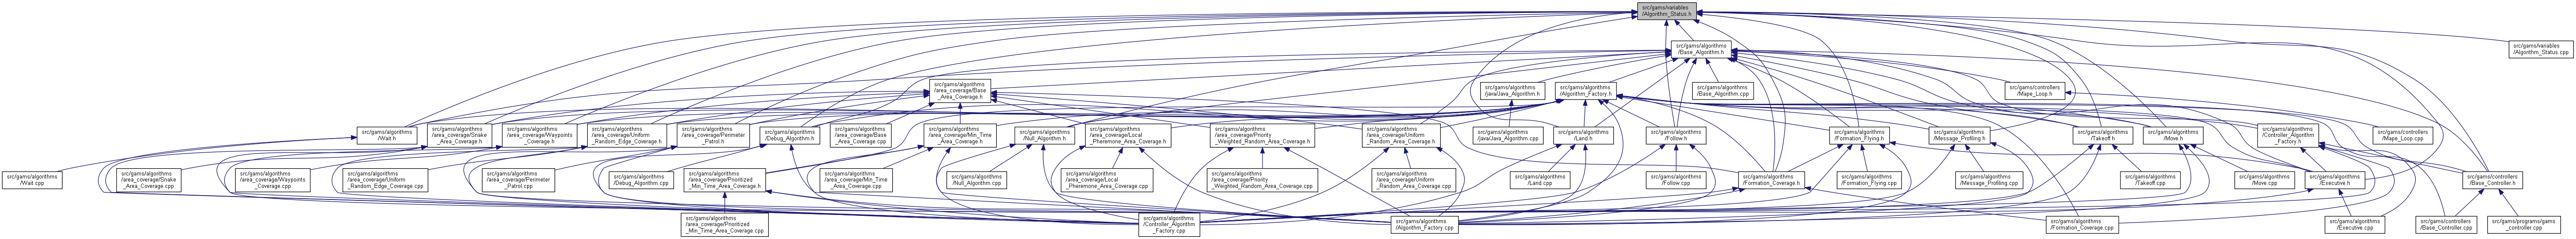 src/gams/variables
/Algorithm_Status.h
src/gams/algorithms
/Base_Algorithm.h
src/gams/variables
/Algorithm_Status.cpp
src/gams/algorithms
/area_coverage/Base
_Area_Coverage.h
src/gams/algorithms
/java/Java_Algorithm.h
src/gams/algorithms
/Algorithm_Factory.h
src/gams/algorithms
/Base_Algorithm.cpp
src/gams/controllers
/Mape_Loop.h
src/gams/algorithms
/Wait.h
src/gams/algorithms
/area_coverage/Snake
_Area_Coverage.h
src/gams/algorithms
/area_coverage/Waypoints
_Coverage.h
src/gams/algorithms
/area_coverage/Uniform
_Random_Edge_Coverage.h
src/gams/algorithms
/area_coverage/Perimeter
_Patrol.h
src/gams/algorithms
/Debug_Algorithm.h
src/gams/algorithms
/area_coverage/Base
_Area_Coverage.cpp
src/gams/algorithms
/area_coverage/Min_Time
_Area_Coverage.h
src/gams/algorithms
/Null_Algorithm.h
src/gams/algorithms
/area_coverage/Local
_Pheremone_Area_Coverage.h
src/gams/algorithms
/area_coverage/Priority
_Weighted_Random_Area_Coverage.h
src/gams/algorithms
/area_coverage/Uniform
_Random_Area_Coverage.h
src/gams/algorithms
/java/Java_Algorithm.cpp
src/gams/algorithms
/Land.h
src/gams/algorithms
/Follow.h
src/gams/algorithms
/Formation_Flying.h
src/gams/algorithms
/Message_Profiling.h
src/gams/algorithms
/Takeoff.h
src/gams/algorithms
/Move.h
src/gams/algorithms
/Controller_Algorithm
_Factory.h
src/gams/controllers
/Mape_Loop.cpp
src/gams/algorithms
/Wait.cpp
src/gams/algorithms
/area_coverage/Snake
_Area_Coverage.cpp
src/gams/algorithms
/area_coverage/Waypoints
_Coverage.cpp
src/gams/algorithms
/area_coverage/Uniform
_Random_Edge_Coverage.cpp
src/gams/algorithms
/area_coverage/Perimeter
_Patrol.cpp
src/gams/algorithms
/Debug_Algorithm.cpp
src/gams/algorithms
/area_coverage/Prioritized
_Min_Time_Area_Coverage.h
src/gams/algorithms
/area_coverage/Min_Time
_Area_Coverage.cpp
src/gams/algorithms
/Null_Algorithm.cpp
src/gams/algorithms
/area_coverage/Local
_Pheremone_Area_Coverage.cpp
src/gams/algorithms
/area_coverage/Priority
_Weighted_Random_Area_Coverage.cpp
src/gams/algorithms
/area_coverage/Uniform
_Random_Area_Coverage.cpp
src/gams/algorithms
/Land.cpp
src/gams/algorithms
/Follow.cpp
src/gams/algorithms
/Formation_Coverage.h
src/gams/algorithms
/Formation_Flying.cpp
src/gams/algorithms
/Message_Profiling.cpp
src/gams/algorithms
/Takeoff.cpp
src/gams/algorithms
/Move.cpp
src/gams/algorithms
/Executive.h
src/gams/controllers
/Base_Controller.h
src/gams/algorithms
/area_coverage/Prioritized
_Min_Time_Area_Coverage.cpp
src/gams/algorithms
/Controller_Algorithm
_Factory.cpp
src/gams/algorithms
/Algorithm_Factory.cpp
src/gams/algorithms
/Formation_Coverage.cpp
src/gams/algorithms
/Executive.cpp
src/gams/controllers
/Base_Controller.cpp
src/gams/programs/gams
_controller.cpp